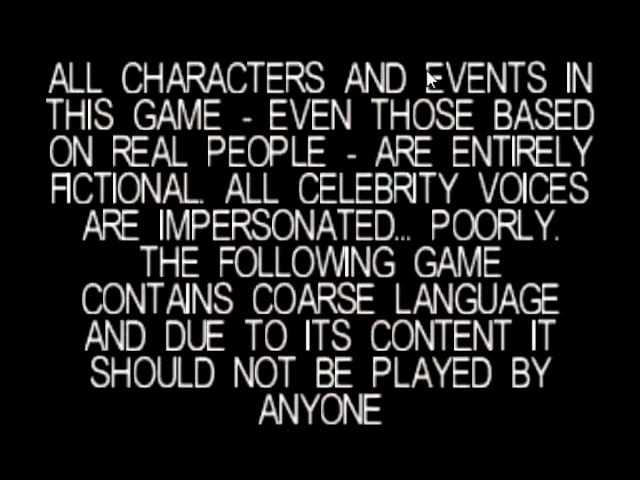 ALL CHARACTERS AND EVENTS IN
THIS GAME - EVEN THOSE BASED
ON REAL PEOPLE - ARE ENTIRELY
FICTIONAL. ALL CELEBRITY VOICES
ARE IMPERSONATED... POORLY.
THE FOLLOWING GAME
CONTAINS COARSE LANGUAGE
AND DUE TO ITS CONTENT IT
SHOULD NOT BE PLAYED BY
ANYONE